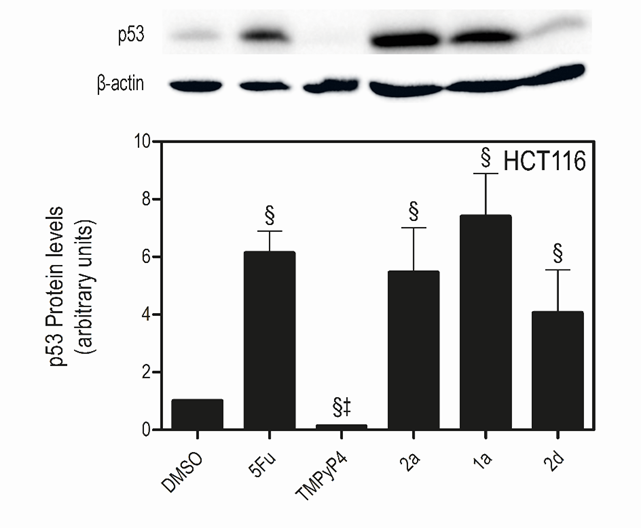 p53
β-actin
HCT116
10
8
6
4
2
0
p53 Protein levels
(arbitrary units)
§
§‡
§
§
§
DMSO
5Fu
TMPyP4
2a
1a
2d